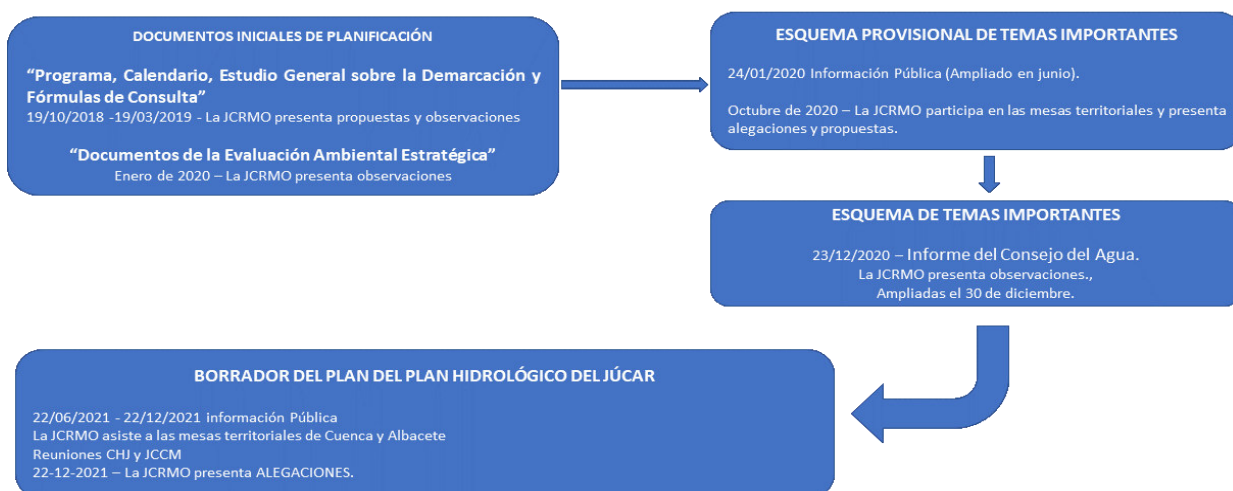 DOCUMENTOS INICIALES DE PLANIFICACIÓN
“Programa, Calendario, Estudio General sobre la Demarcación y
Fórmulas de Consulta”
19/10/2018 -19/03/2019 - La JCRMO presenta propuestas y observaciones
“Documentos de la Evaluación Ambiental Estratégica”
Enero de 2020 – La JCRMO presenta observaciones
ESQUEMA PROVISIONAL DE TEMAS IMPORTANTES
24/01/2020 Información Pública (Ampliado en junio).
Octubre de 2020 – La JCRMO participa en las mesas territoriales y presenta
alegaciones y propuestas.
ESQUEMA DE TEMAS IMPORTANTES
23/12/2020 – Informe del Consejo del Agua.
La JCRMO presenta observaciones.,
Ampliadas el 30 de diciembre.
BORRADOR DEL PLAN DEL PLAN HIDROLÓGICO DEL JÚCAR
22/06/2021 - 22/12/2021 información Pública
La JCRMO asiste a las mesas territoriales de Cuenca y Albacete
Reuniones CHJ y JCCM
22-12-2021 – La JCRMO presenta ALEGACIONES.